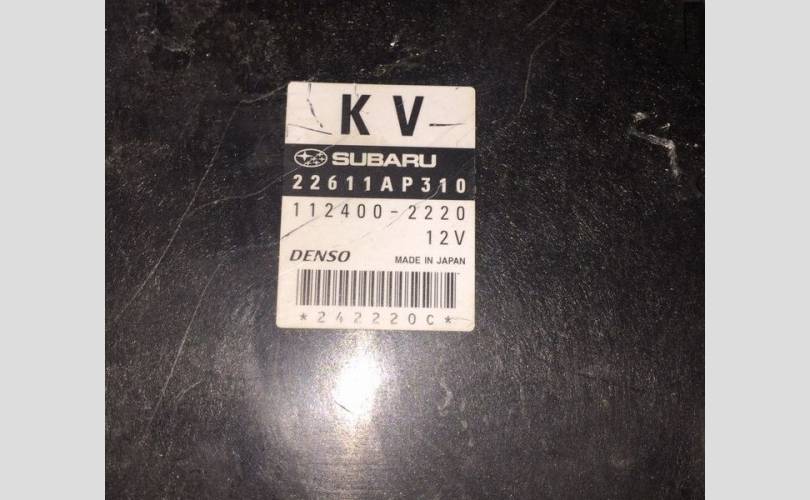 KV
SUBARU
22611AP310
112400-2220
12V
DENSO MADE IN JAPAN
*242220C*